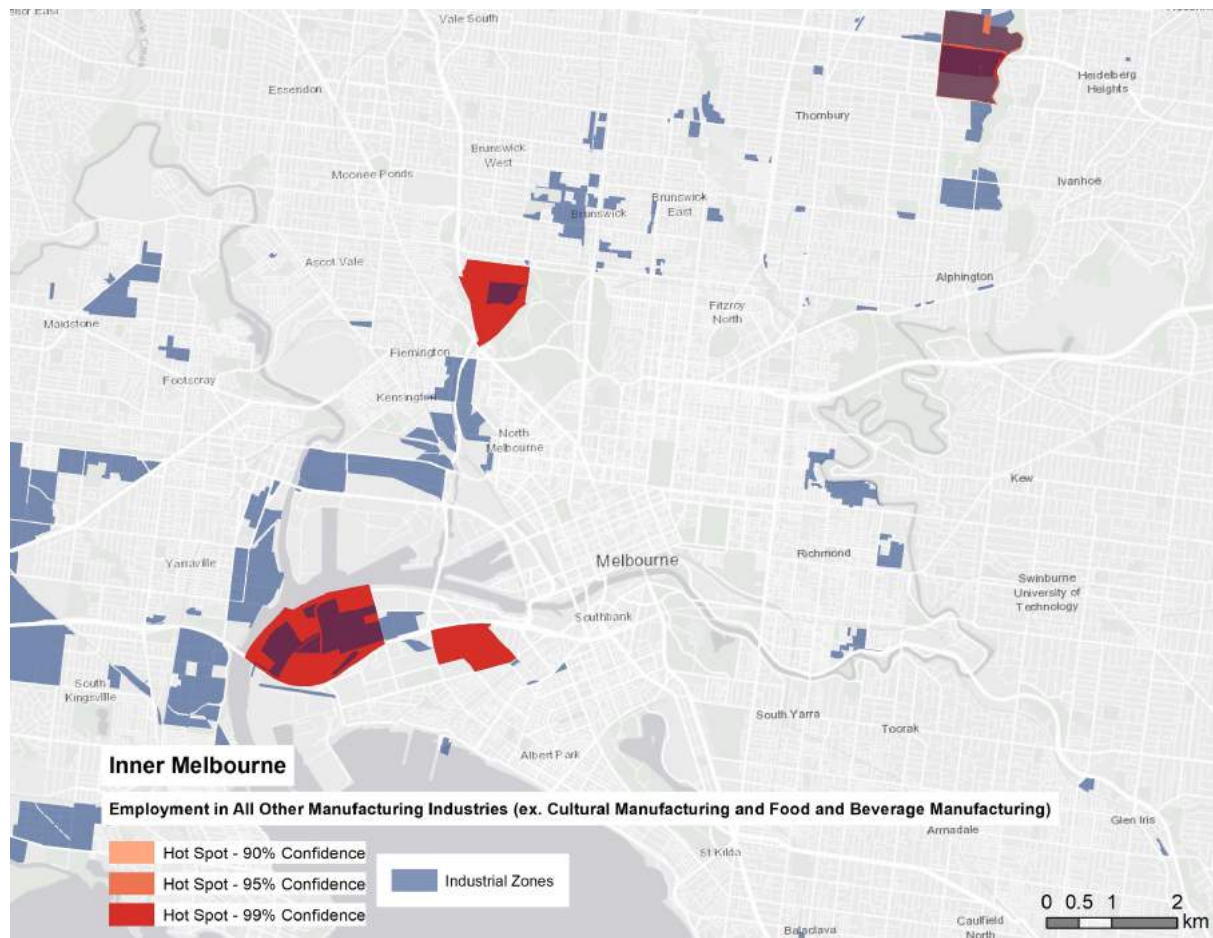 Vale South
Essendon
Heidelberg
Heights
Thornbury
Brunswick
West
Moonee Ponds
Ivanhoe
Brunswick
East
Brunswick
Ascot Vale
Alphington
Fitzroy
North
Maidstone
Flemington
Footscray
Kensington
North
Melbourne
Kew
Richmond
Melbourne
Yarraville
Swinburne
University of
Technology
Southbank
South
Kingsville
South Yarra
Toorak
Albert Park
Inner Melbourne
Employment in All Other Manufacturing Industries (ex. Cultural Manufacturing and Food and Beverage Manufacturing)
Glen Iris
Armadale
Hot Spot - 90% Confidence
Hot Spot - 95% Confidence
Hot Spot - 99% Confidence
Industrial Zones
St Kilda
0 0.5 1 2
km
Caulfield
North
Balaclava